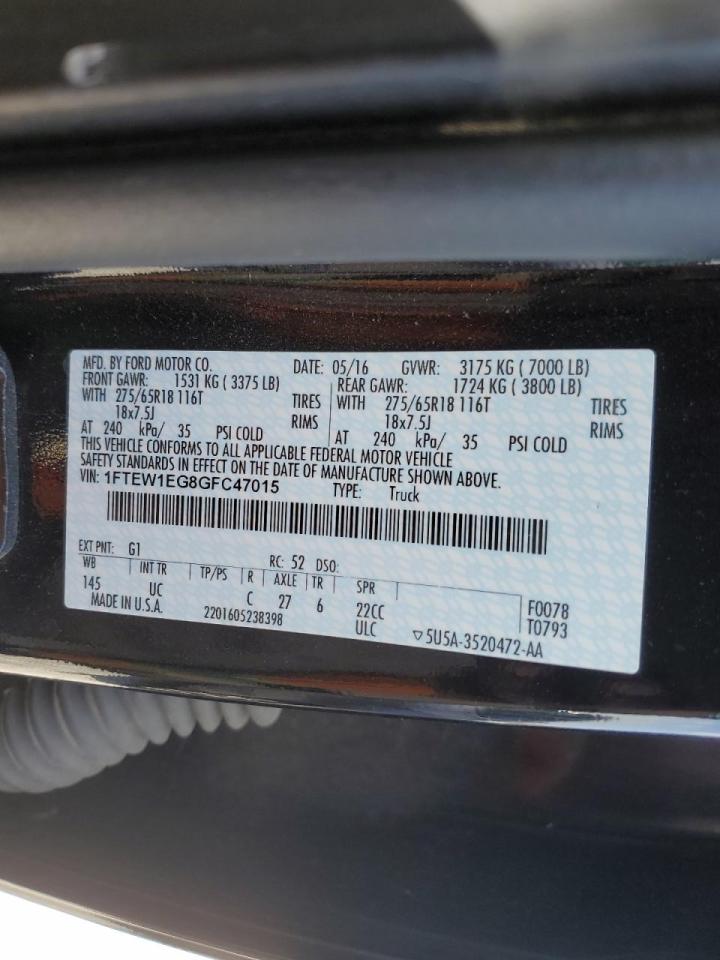 MFD. BY FORD MOTOR CO. DATE: 05/16 GVWR: 3175 KG ( 7000 LB)
FRONT GAWR: 1531 KG ( 3375 LB) REAR GAWR: 1724 KG ( 3800 LB)
WITH 275/65R18 116T TIRES WITH 275/65R18 116T TIRES
18x7.5J RIMS 18x7.5J RIMS
AT 240 kPa/ 35 PSI COLD AT 240 kPa/ 35 PSI COLD
THIS VEHICLE CONFORMS TO ALL APPLICABLE FEDERAL MOTOR VEHICLE
SAFETY STANDARDS IN EFFECT ON THE DATE OF MANUFACTURE SHOWN ABOVE.
VIN: 1FTEW1EG8GFC47015 TYPE: Truck
EXT PNT: G1 RC: 52 DSO:
WB INT TR TP/PS R AXLE TR SPR
145 UC C 27 6 22CC F0078
MADE IN U.S.A. 2201605238398 ULC ▽5U5A-3520472-AA T0793